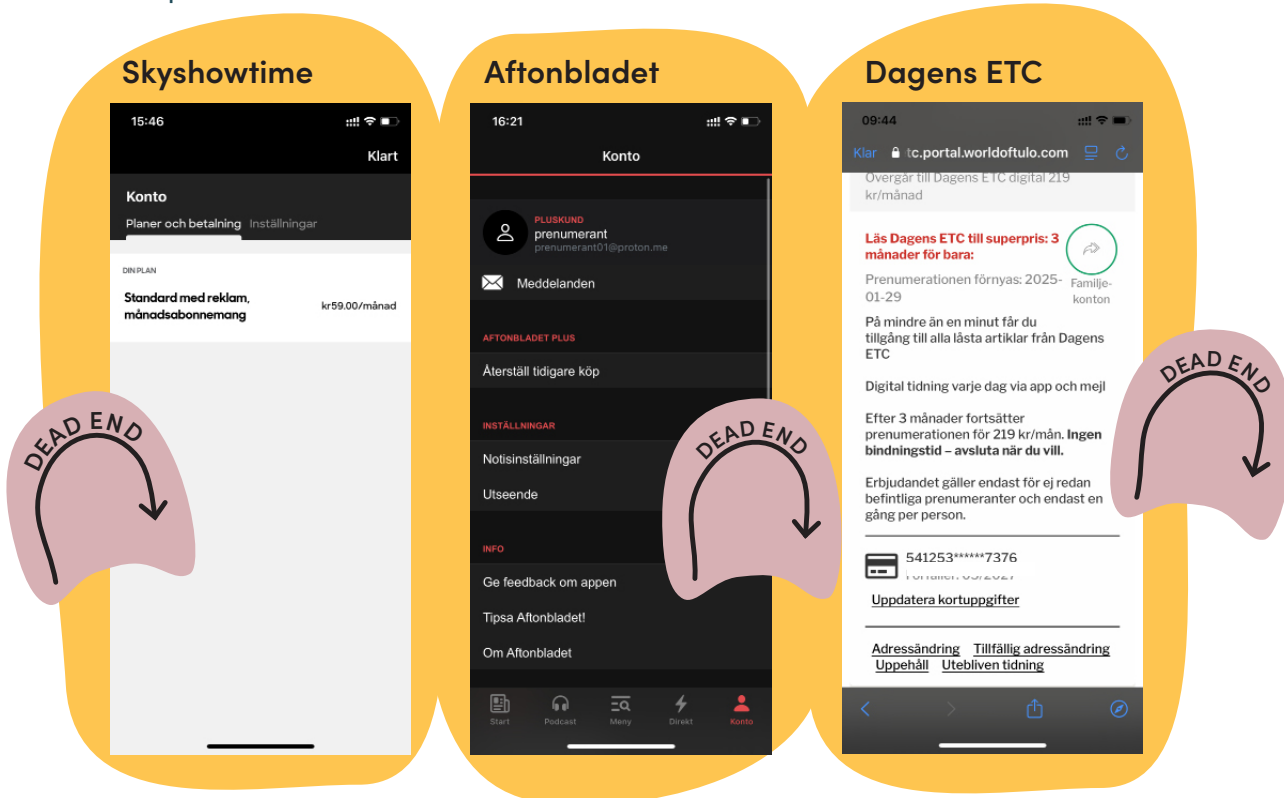 Skyshowtime
15:46
Klart
Konto
Planer och betalning Inställningar
DIN PLAN
Standard med reklam,
månadsabonnemang
kr59.00/månad
DEAD END
Aftonbladet
16:21
Konto
PLUSKUND
prenumerant
prenumerant01@proton.me
Meddelanden
AFTONBLADET PLUS
Återställ tidigare köp
INSTÄLLNINGAR
Notisinställningar
Utseende
INFO
Ge feedback om appen
Tipsa Aftonbladet!
Om Aftonbladet
Start Podcast Meny Direkt Konto
DEAD END
Dagens ETC
09:44
Klar tc.portal.worldoftulo.com
Övergår till Dagens ETC digital 219
kr/månad
Läs Dagens ETC till superpris: 3
månader för bara:
Prenumerationen förnyas: 2025-
01-29
Familje-
konton
På mindre än en minut får du
tillgång till alla låsta artiklar från Dagens
ETC
Digital tidning varje dag via app och mejl
Efter 3 månader fortsätter
prenumerationen för 219 kr/mån. Ingen
bindningstid – avsluta när du vill.
Erbjudandet gäller endast för ej redan
befintliga prenumeranter och endast en
gång per person.
541253******7376
Uppdatera kortuppgifter
Adressändring Tillfällig adressändring
Uppehåll Utebliven tidning
DEAD END